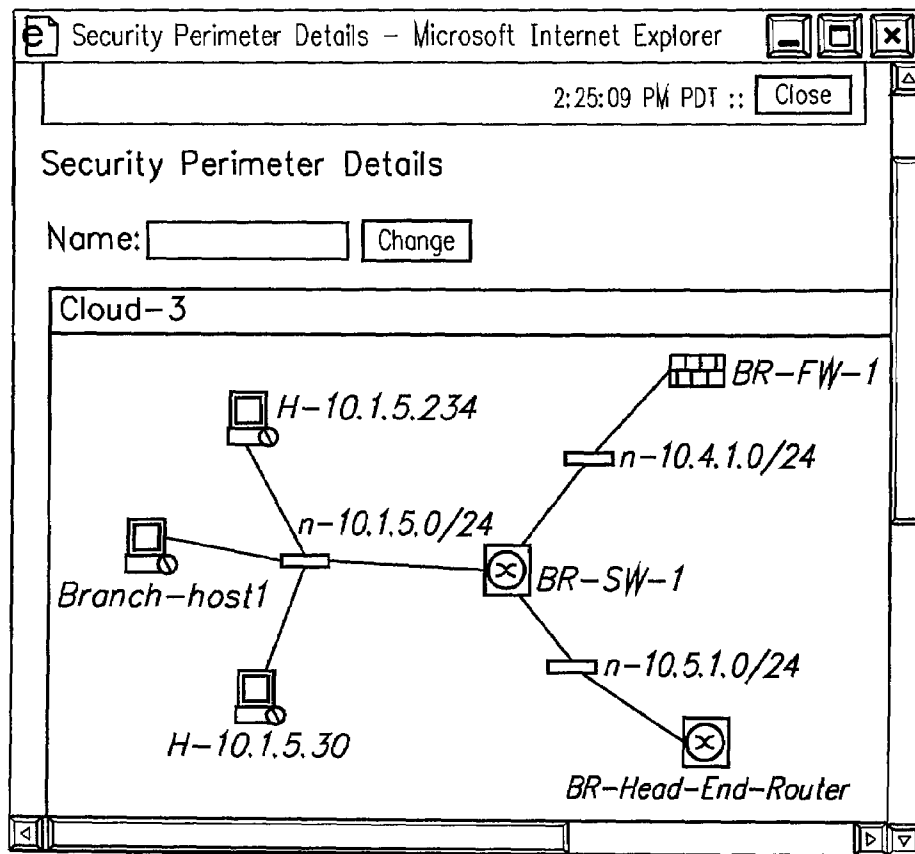 Security Perimeter Details - Microsoft Internet Explorer
2:25:09 PM PDT :: Close
Security Perimeter Details
Name: Change
Cloud-3
BR-FW-1
H-10.1.5.234
n-10.4.1.0/24
n-10.1.5.0/24
BR-SW-1
Branch-host1
n-10.5.1.0/24
H-10.1.5.30
BR-Head-End-Router